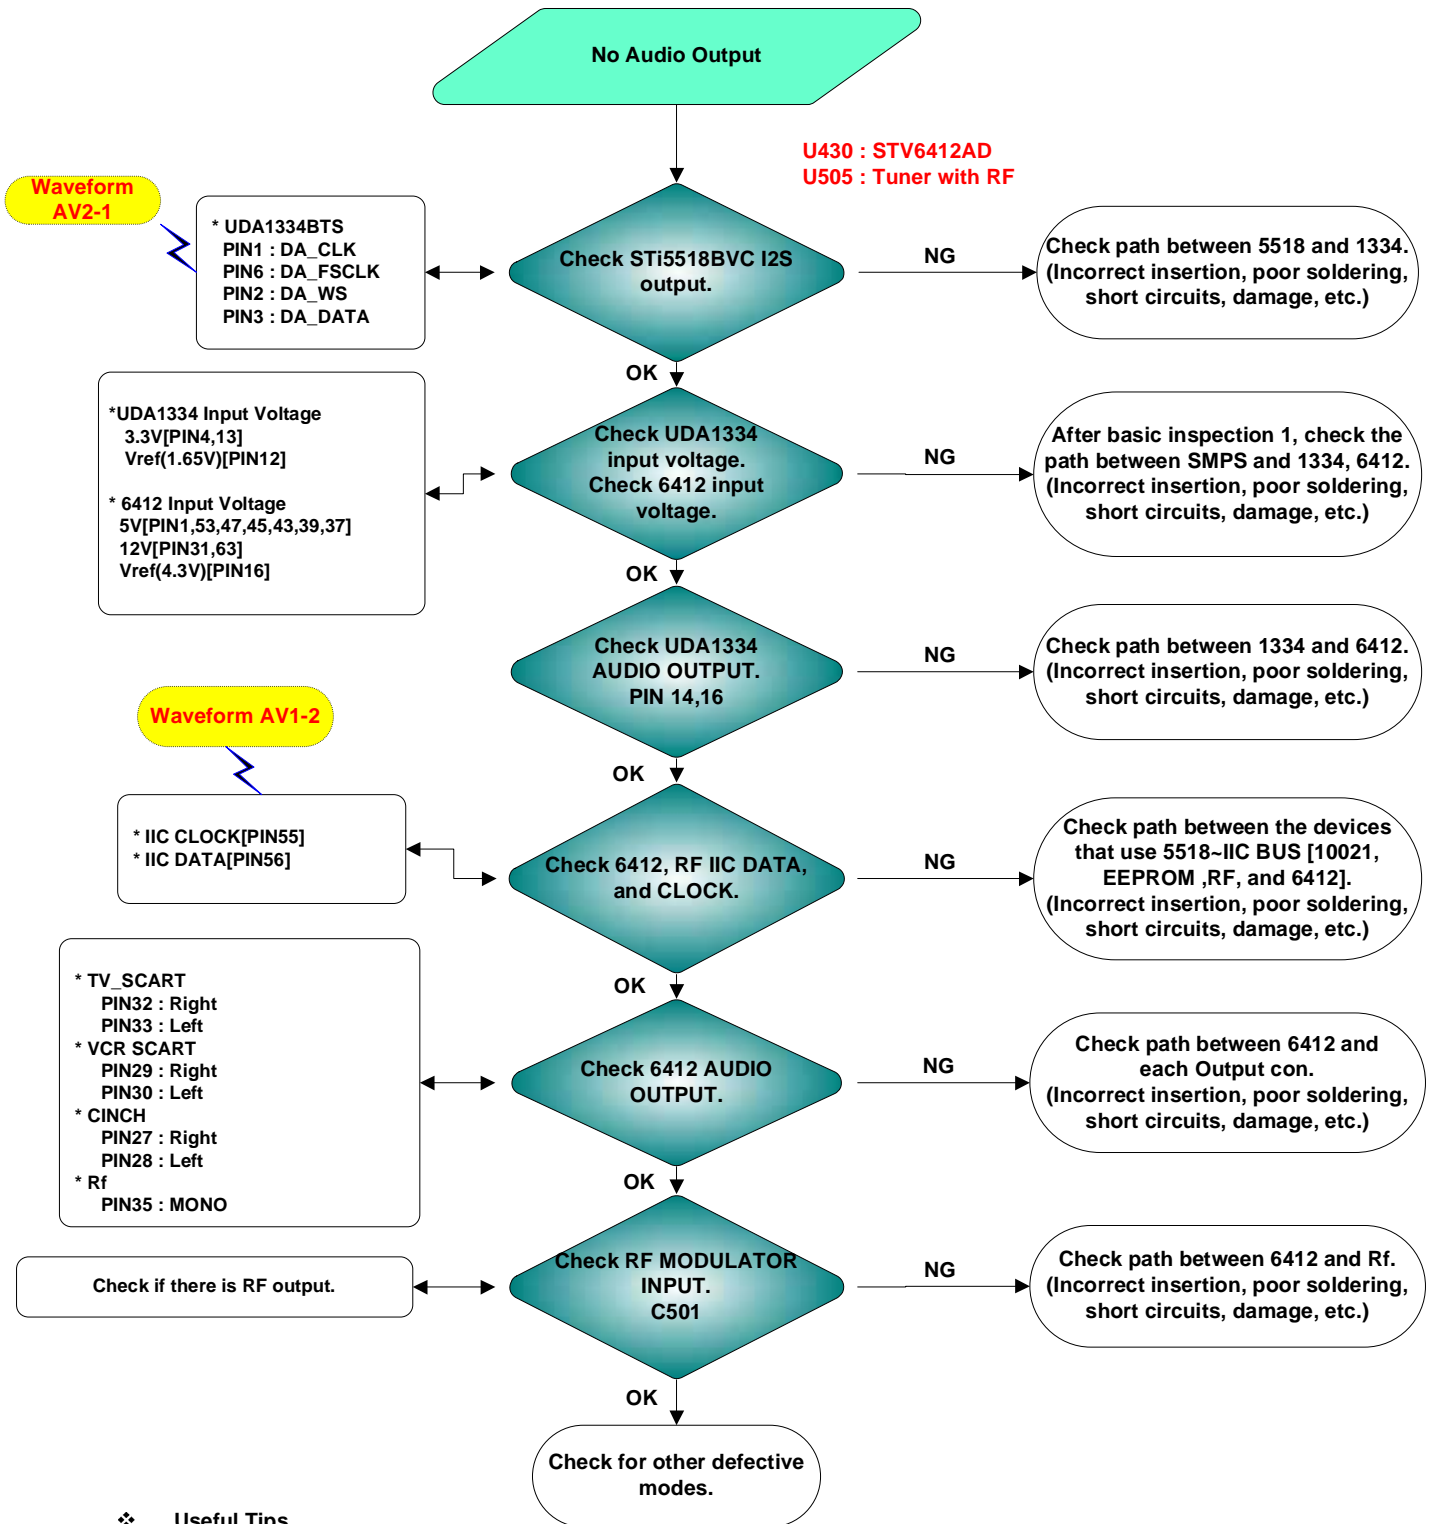 No Audio Output
U430 : STV6412AD
U505 : Tuner with RF
Waveform
AV2-1
* UDA1334BTS
PIN1 : DA_CLK
PIN6 : DA_FSCLK
PIN2 : DA_WS
PIN3 : DA_DATA
Check STi5518BVC I2S
output.
NG
Check path between 5518 and 1334.
(Incorrect insertion, poor soldering,
short circuits, damage, etc.)
OK
*UDA1334 Input Voltage
3.3V[PIN4,13]
Vref(1.65V)[PIN12]
* 6412 Input Voltage
5V[PIN1,53,47,45,43,39,37]
12V[PIN31,63]
Vref(4.3V)[PIN16]
Check UDA1334
input voltage.
Check 6412 input
voltage.
NG
After basic inspection 1, check the
path between SMPS and 1334, 6412.
(Incorrect insertion, poor soldering,
short circuits, damage, etc.)
OK
Check UDA1334
AUDIO OUTPUT.
PIN 14,16
NG
Check path between 1334 and 6412.
(Incorrect insertion, poor soldering,
short circuits, damage, etc.)
OK
Waveform AV1-2
* IIC CLOCK[PIN55]
* IIC DATA[PIN56]
Check 6412, RF IIC DATA,
and CLOCK.
NG
Check path between the devices
that use 5518~IIC BUS [10021,
EEPROM ,RF, and 6412].
(Incorrect insertion, poor soldering,
short circuits, damage, etc.)
OK
* TV_SCART
PIN32 : Right
PIN33 : Left
* VCR SCART
PIN29 : Right
PIN30 : Left
* CINCH
PIN27 : Right
PIN28 : Left
* Rf
PIN35 : MONO
Check 6412 AUDIO
OUTPUT.
NG
Check path between 6412 and
each Output con.
(Incorrect insertion, poor soldering,
short circuits, damage, etc.)
OK
Check if there is RF output.
Check RF MODULATOR
INPUT.
C501
NG
Check path between 6412 and Rf.
(Incorrect insertion, poor soldering,
short circuits, damage, etc.)
OK
Check for other defective
modes.
❖ Useful Tips